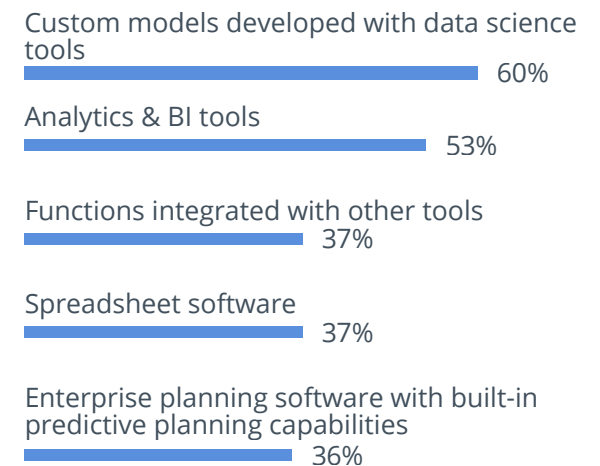 Custom models developed with data science
tools
60%
Analytics & BI tools
53%
Functions integrated with other tools
37%
Spreadsheet software
37%
Enterprise planning software with built-in
predictive planning capabilities
36%